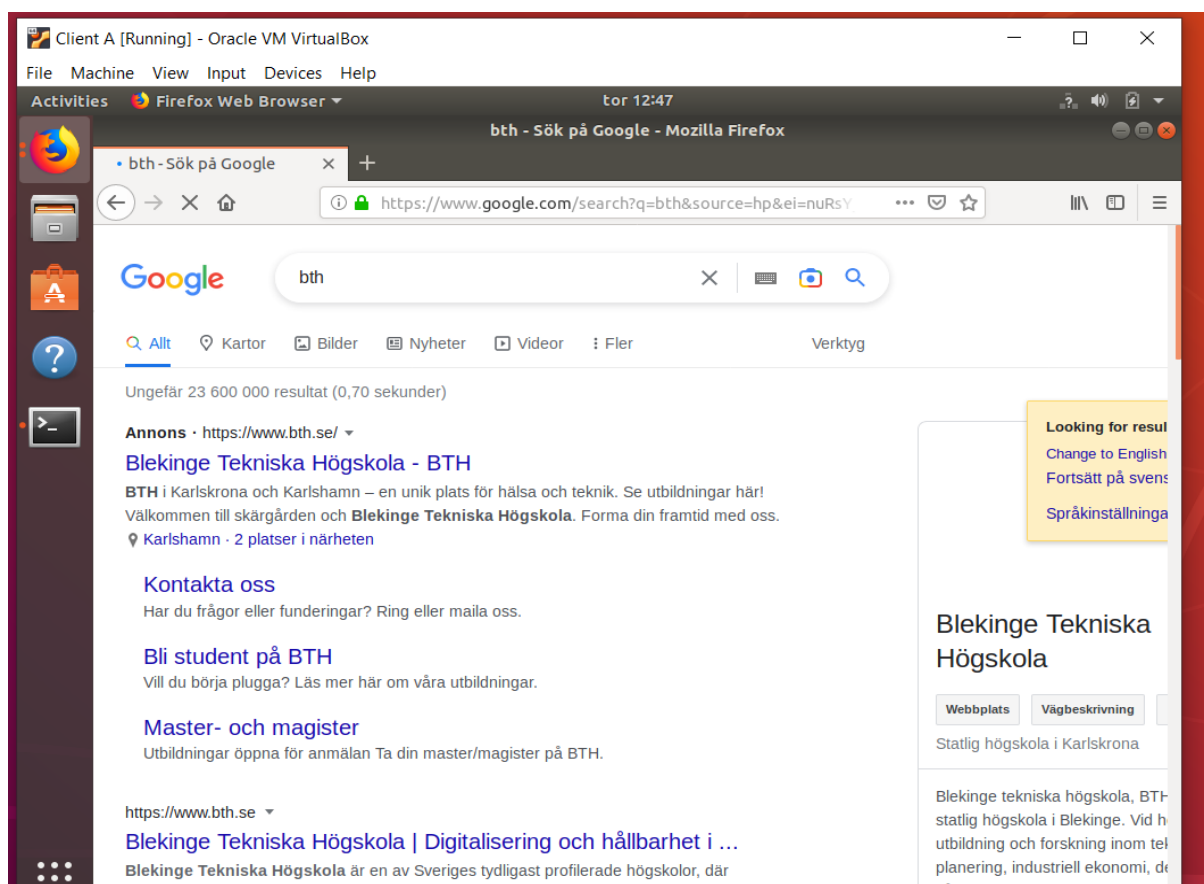 Client A [Running] - Oracle VM VirtualBox
File Machine View Input Devices Help
Activities Firefox Web Browser tor 12:47
bth - Sök på Google - Mozilla Firefox
bth - Sök på Google
https://www.google.com/search?q=bth&source=hp&ei=nuRsY
Google bth
Allt Kartor Bilder Nyheter Videor Fler Verktyg
Ungefär 23 600 000 resultat (0,70 sekunder)
Annons · https://www.bth.se/
Blekinge Tekniska Högskola - BTH
BTH i Karlskrona och Karlshamn – en unik plats för hälsa och teknik. Se utbildningar här!
Välkommen till skärgården och Blekinge Tekniska Högskola. Forma din framtid med oss.
Karlshamn · 2 platser i närheten
Kontakta oss
Har du frågor eller funderingar? Ring eller maila oss.
Bli student på BTH
Vill du börja plugga? Läs mer här om våra utbildningar.
Master- och magister
Utbildningar öppna för anmälan Ta din master/magister på BTH.
https://www.bth.se
Blekinge Tekniska Högskola | Digitalisering och hållbarhet i ...
Blekinge Tekniska Högskola är en av Sveriges tydligast profilerade högskolor, där
Looking for resul
Change to English
Fortsätt på svens
Språkinställninga
Blekinge Tekniska
Högskola
Webbplats Vägbeskrivning
Statlig högskola i Karlskrona
Blekinge tekniska högskola, BTH
statlig högskola i Blekinge. Vid h
utbildning och forskning inom tek
planering, industriell ekonomi, de